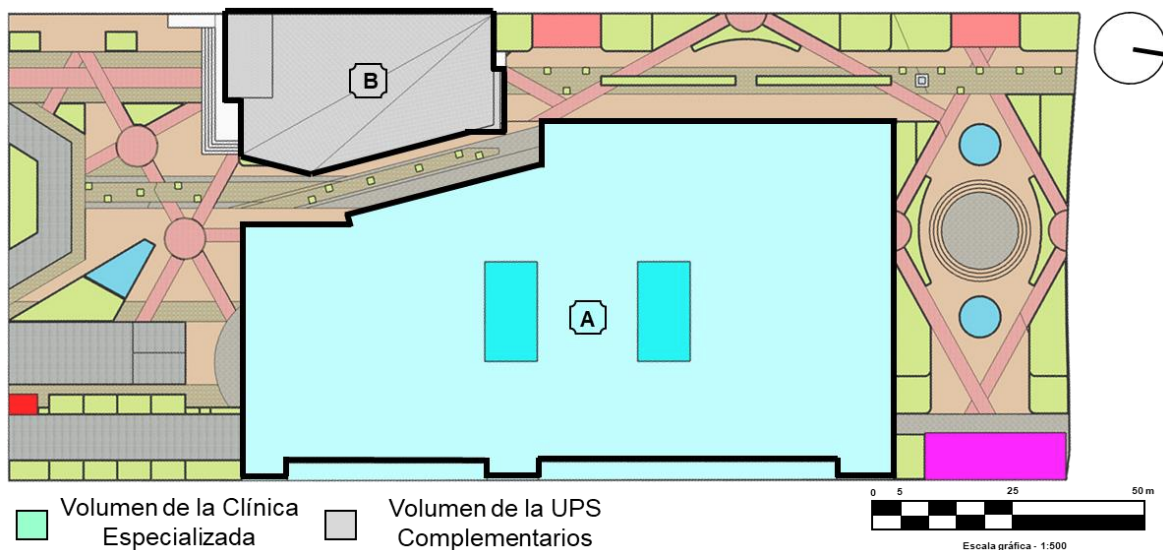 B
A
Volumen de la Clínica
Especializada
Volumen de la UPS
Complementarios
0 5 25 50 m
Escala gráfica - 1:500